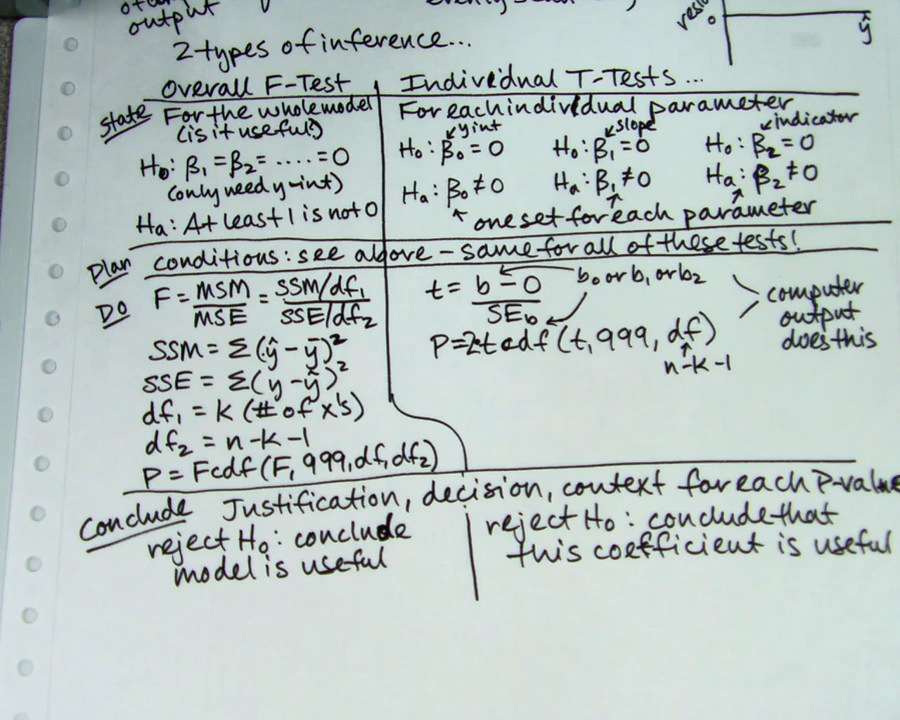 output
2 types of inference...
Overall F-Test
State For the whole model
(is it useful?)
H₀: β₁ = β₂ = ..... = 0
(only need y-int)
Ha: At least 1 is not 0
Individual T-Tests ...
For each individual parameter
y int slope indicator
H₀: β₀ = 0 H₀: β₁ = 0 H₀: β₂ = 0
Ha: β₀ ≠ 0 Ha: β₁ ≠ 0 Ha: β₂ ≠ 0
one set for each parameter
Plan conditions: see above - same for all of these tests!
Do F = MSM/MSE = SSM/df₁ / SSE/df₂
SSM = Σ(ŷ - ȳ)²
SSE = Σ(y - ŷ)²
df₁ = k (# of x's)
df₂ = n-k-1
P = Fcdf(F, 999, df₁, df₂)
t = b - 0 / SE_b b₀ or b₁ or b₂
P = 2tcdf(t, 999, df)
n-k-1
computer
output
does this
Conclude Justification, decision, context for each P-value
reject H₀: conclude
model is useful
reject H₀: conclude that
this coefficient is useful
0
ŷ